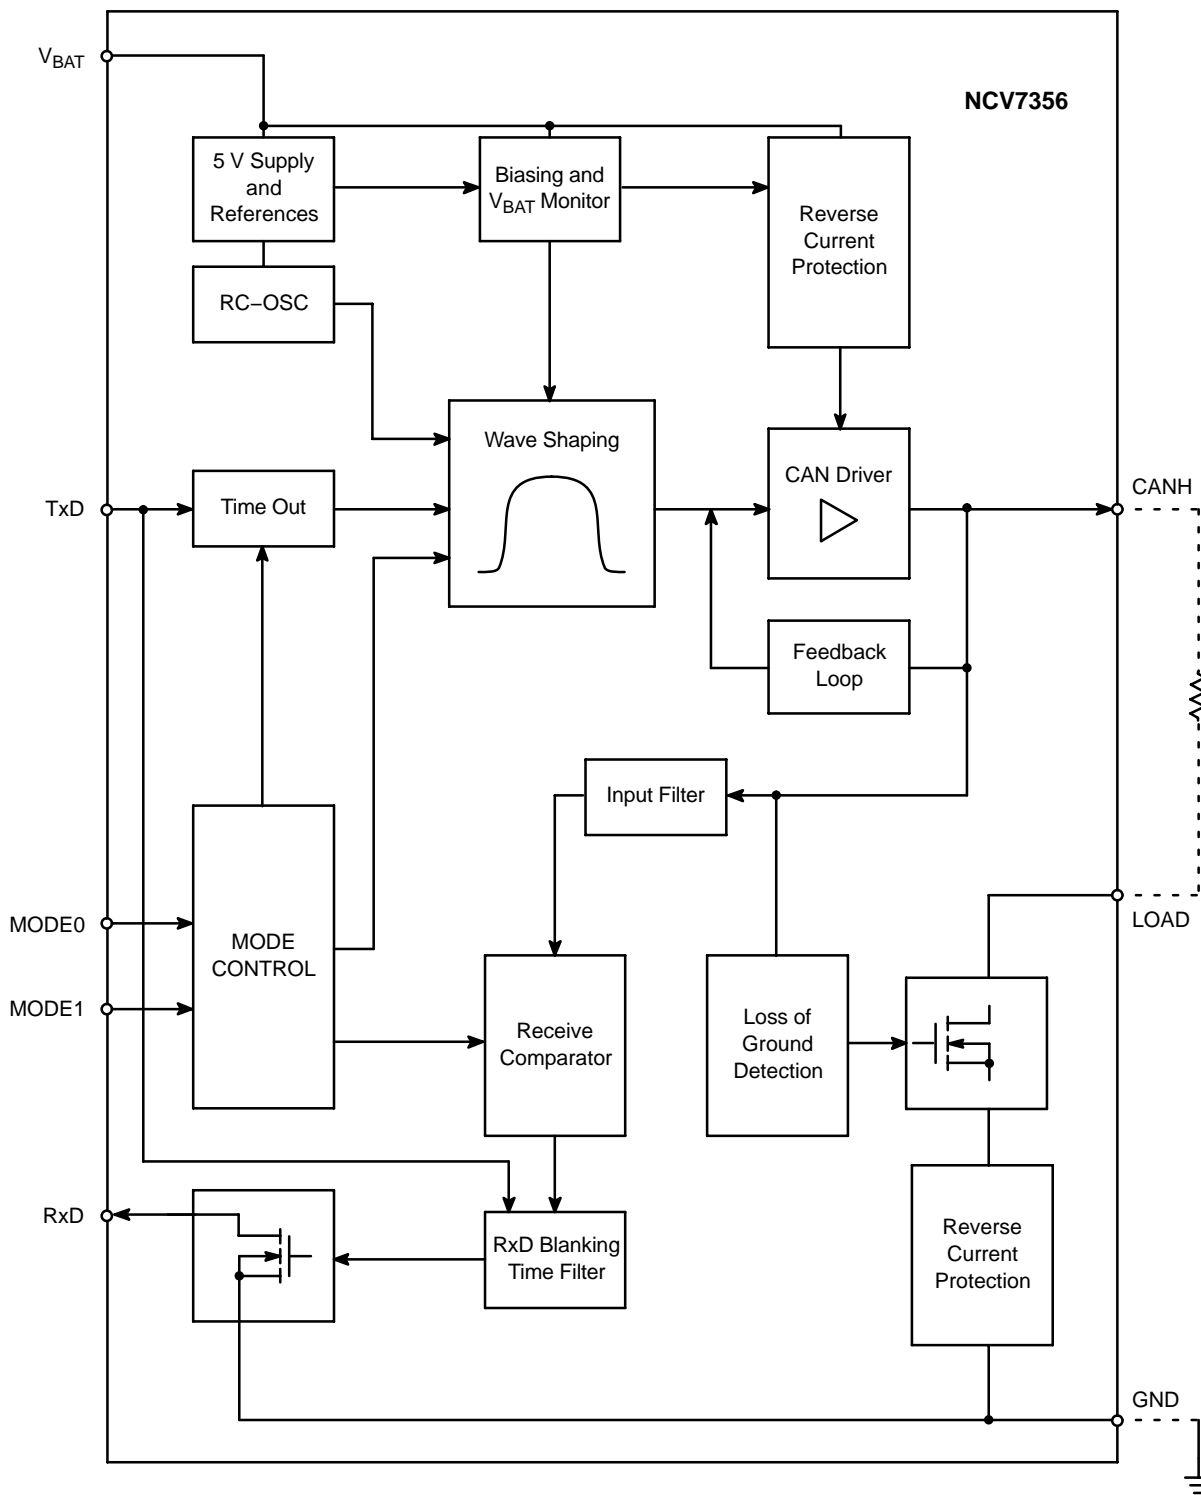 V_BAT
NCV7356
5 V Supply
and
References
Biasing and
V_BAT Monitor
Reverse
Current
Protection
RC–OSC
Wave Shaping
CAN Driver
CANH
TxD
Time Out
Feedback
Loop
Input Filter
MODE0
LOAD
MODE
CONTROL
MODE1
Receive
Comparator
Loss of
Ground
Detection
RxD
RxD Blanking
Time Filter
Reverse
Current
Protection
GND